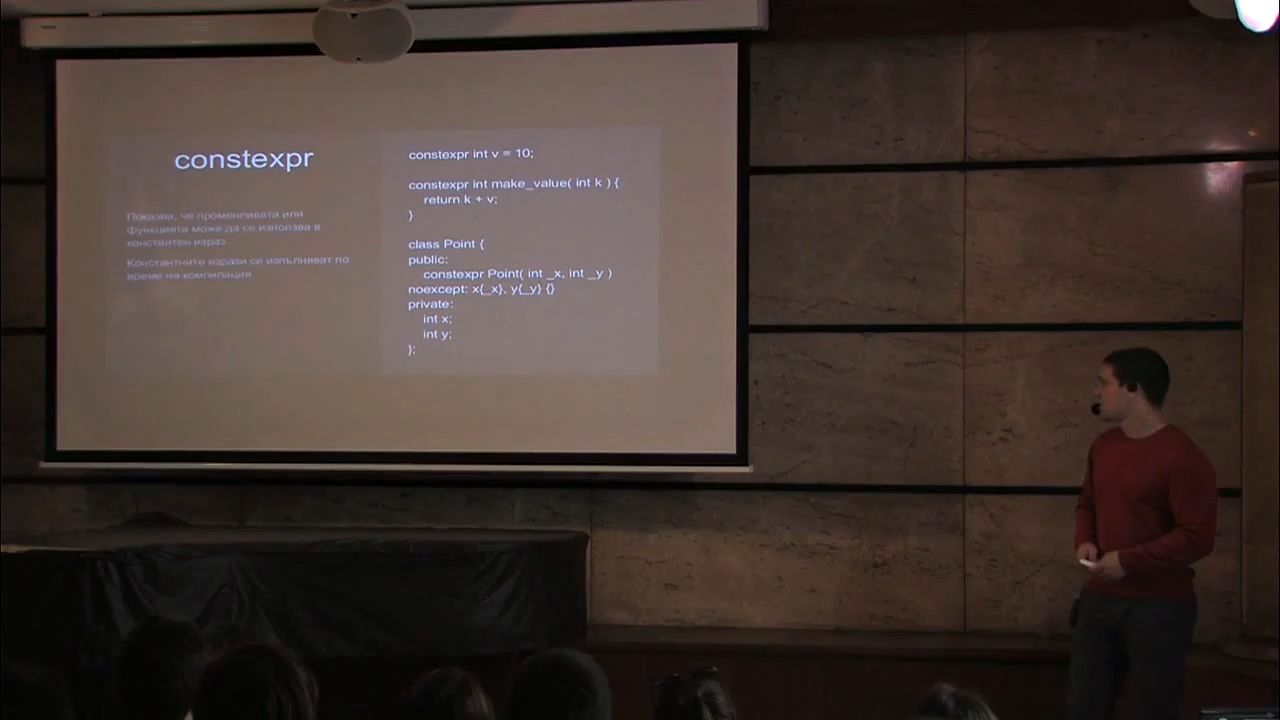 constexpr
Показва, че променливата или
функцията може да се използва в
константен израз
Константните изрази се изпълняват по
време на компилация
constexpr int v = 10;
constexpr int make_value( int k ) {
return k + v;
}
class Point {
public:
constexpr Point( int _x, int _y )
noexcept: x{_x}, y{_y} {}
private:
int x;
int y;
};